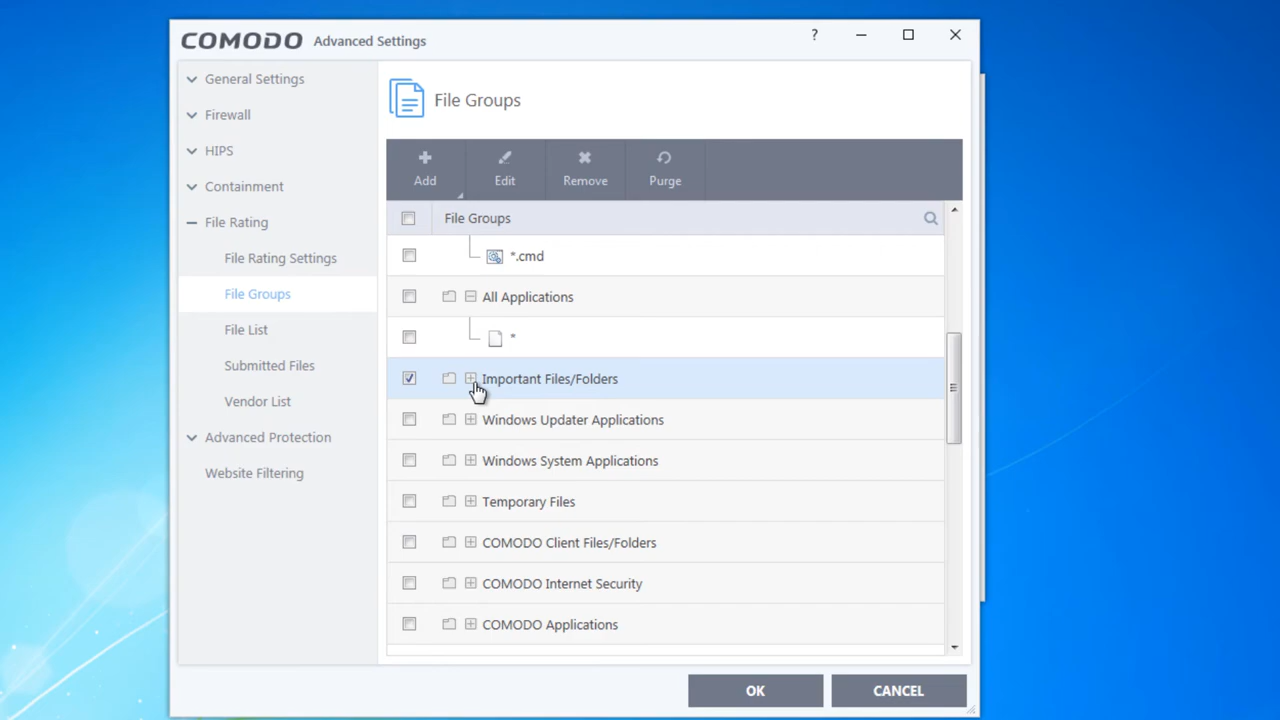 COMODO Advanced Settings ?
General Settings
Firewall
HIPS
Containment
File Rating
File Rating Settings
File Groups
File List
Submitted Files
Vendor List
Advanced Protection
Website Filtering
File Groups
Add Edit Remove Purge
File Groups
*.cmd
All Applications
*
Important Files/Folders
Windows Updater Applications
Windows System Applications
Temporary Files
COMODO Client Files/Folders
COMODO Internet Security
COMODO Applications
OK CANCEL